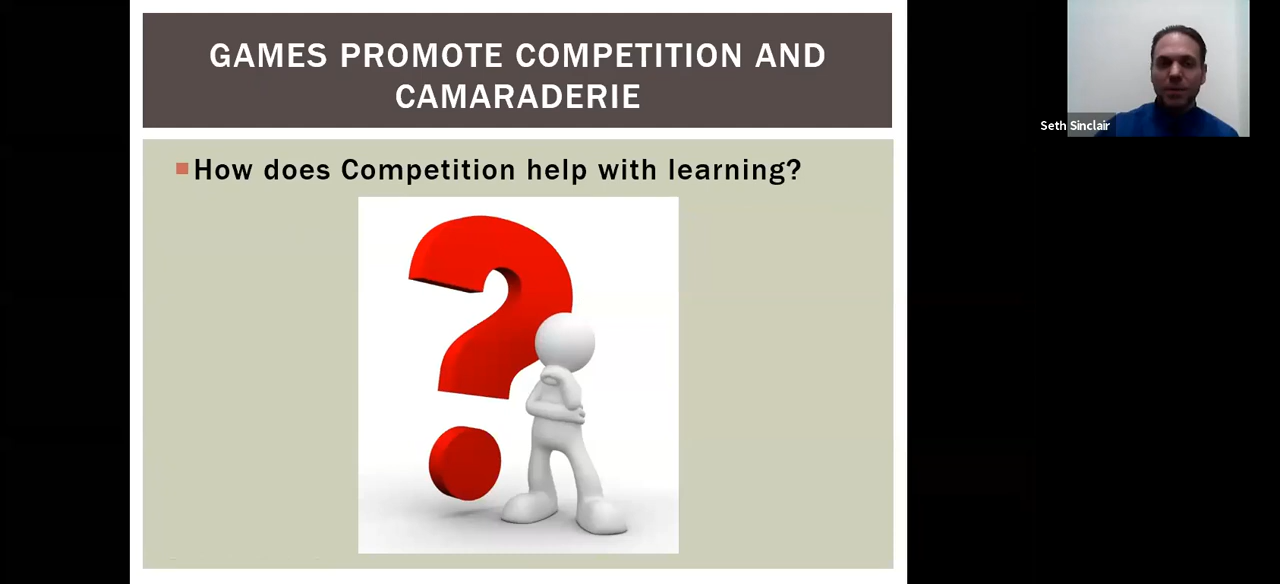 GAMES PROMOTE COMPETITION AND
CAMARADERIE
How does Competition help with learning?
Seth Sinclair